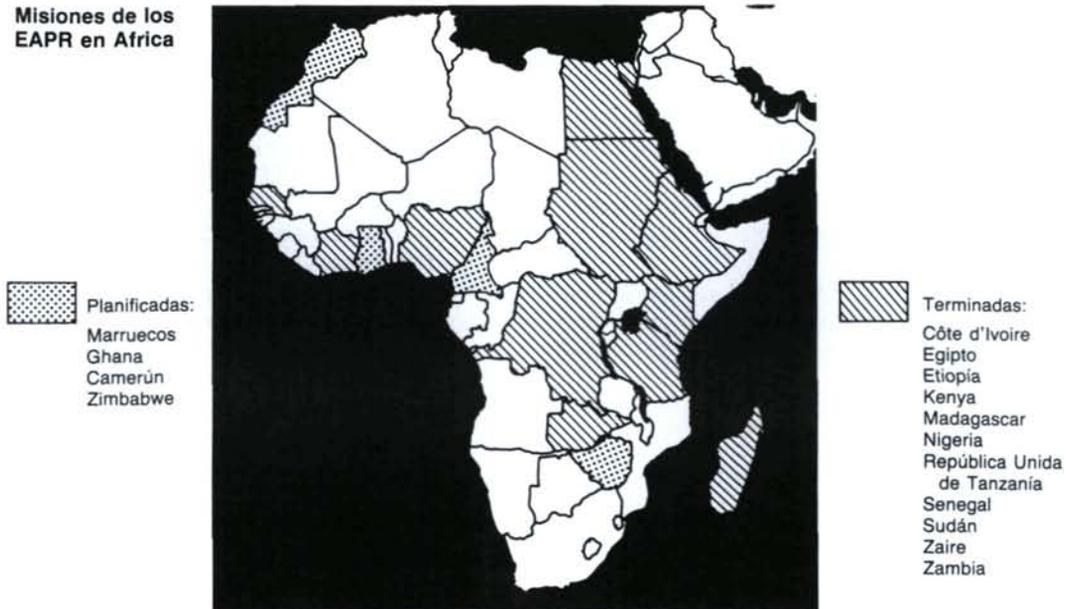 Misiones de los
EAPR en Africa
Planificadas:
Marruecos
Ghana
Camerún
Zimbabwe
Terminadas:
Côte d'Ivoire
Egipto
Etiopía
Kenya
Madagascar
Nigeria
República Unida
de Tanzanía
Senegal
Sudán
Zaire
Zambia